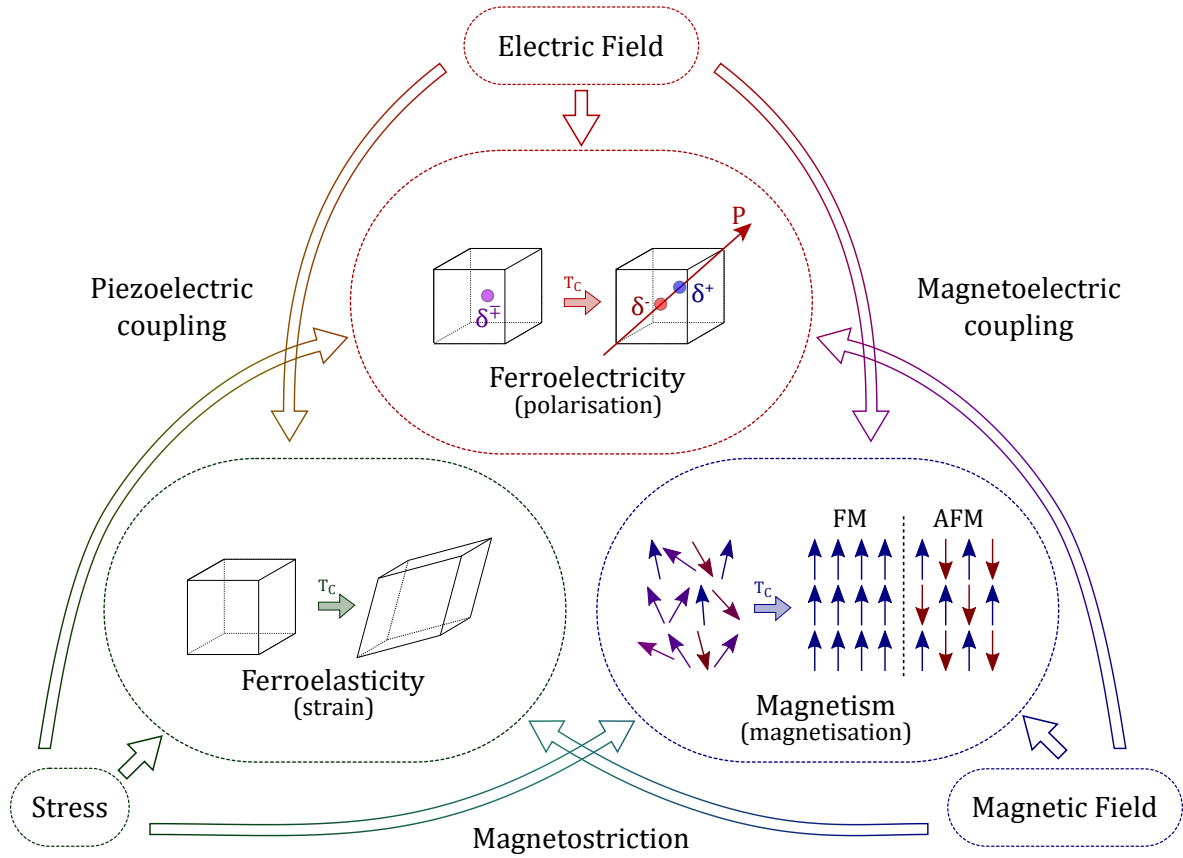 Electric Field
P
T_C
δ⁺
δ⁻
δ^∓
Piezoelectric
coupling
Magnetoelectric
coupling
Ferroelectricity
(polarisation)
FM
AFM
T_C
T_C
Ferroelasticity
(strain)
Magnetism
(magnetisation)
Stress
Magnetic Field
Magnetostriction